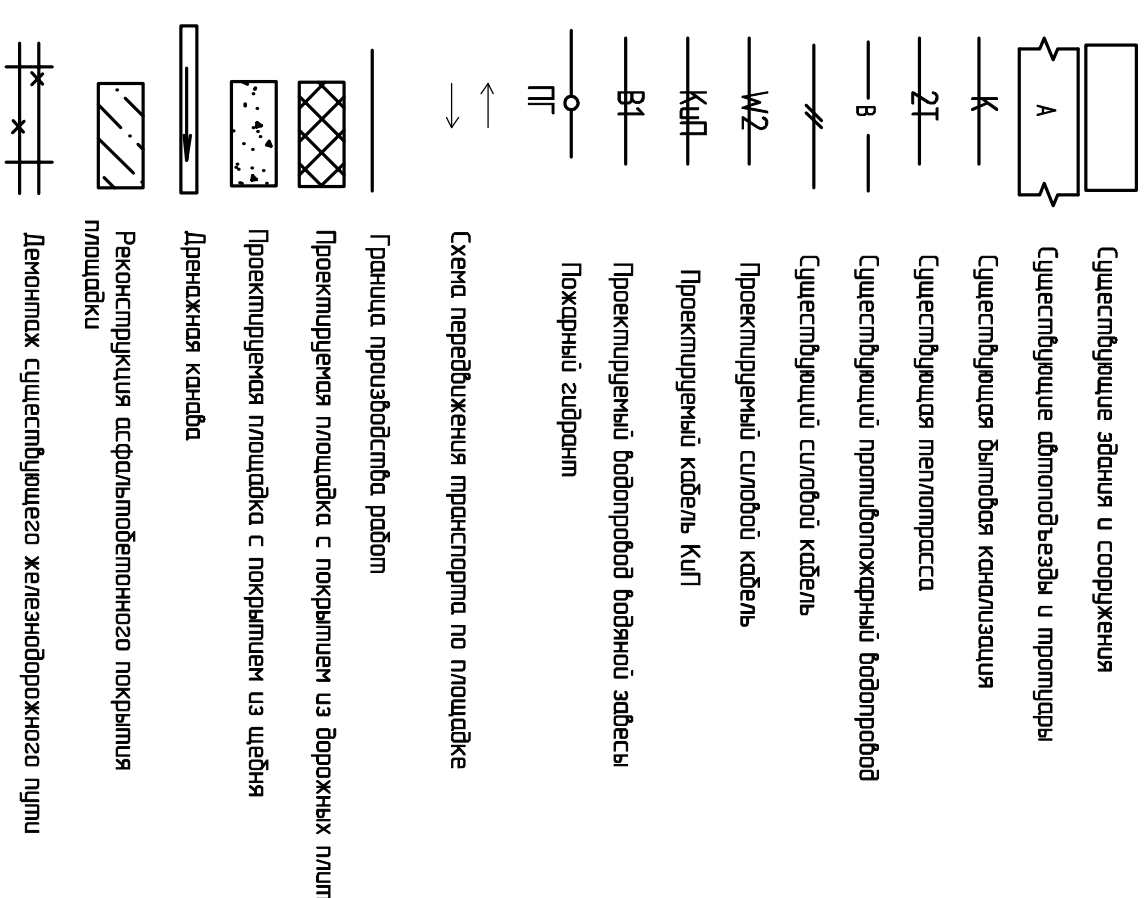 Существующие здания и сооружения
А Существующие автоподъезды и тротуары
К Существующая бытовая канализация
2Т Существующая теплотрасса
В Существующий противопожарный водопровод
Существующий силовой кабель
W2 Проектируемый силовой кабель
КиП Проектируемый кабель КиП
В1 Проектируемый водопровод водяной завесы
ПГ Пожарный гидрант
Схема передвижения транспорта по площадке
Граница производства работ
Проектируемая площадка с покрытием из дорожных плит
Проектируемая площадка с покрытием из щебня
Дренажная канава
Реконструкция асфальтобетонного покрытия
площадки
Демонтаж существующего железнодорожного пути